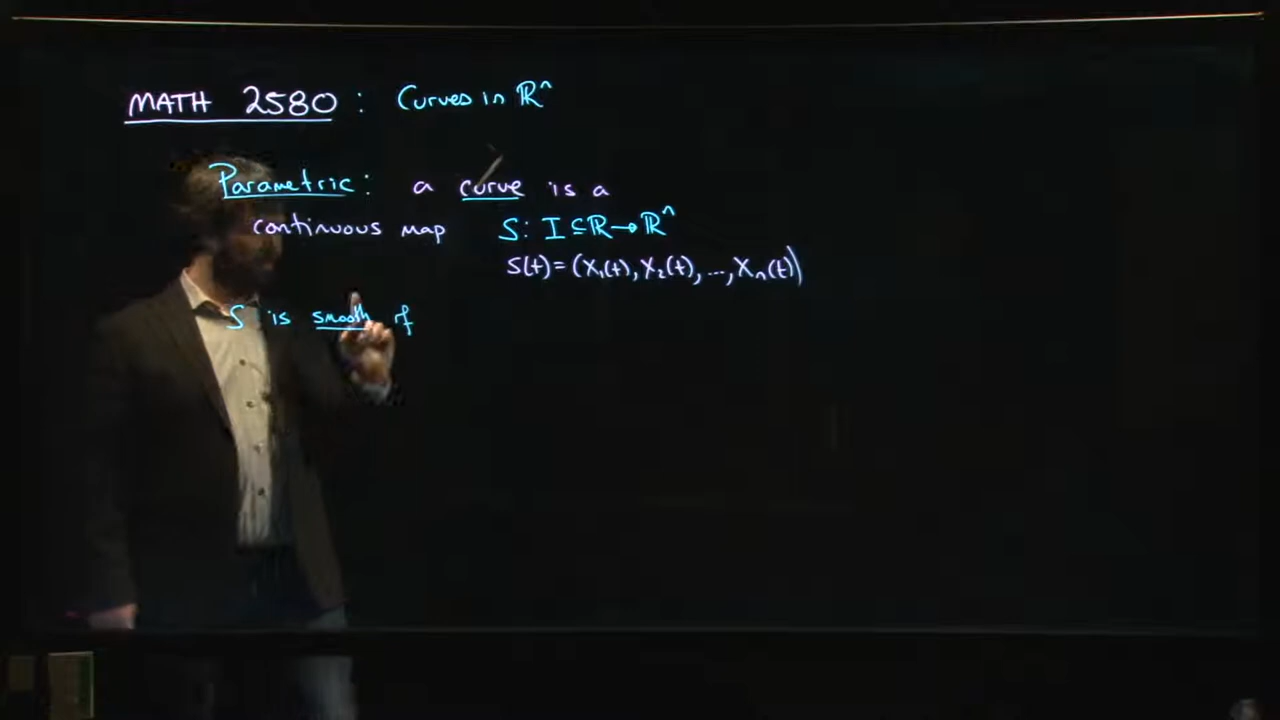 MATH 2580 : Curves in ℝⁿ
Parametric: a curve is a
continuous map S: I ⊆ ℝ → ℝⁿ
S(t) = (x₁(t), x₂(t), ..., xₙ(t))
S is smooth if